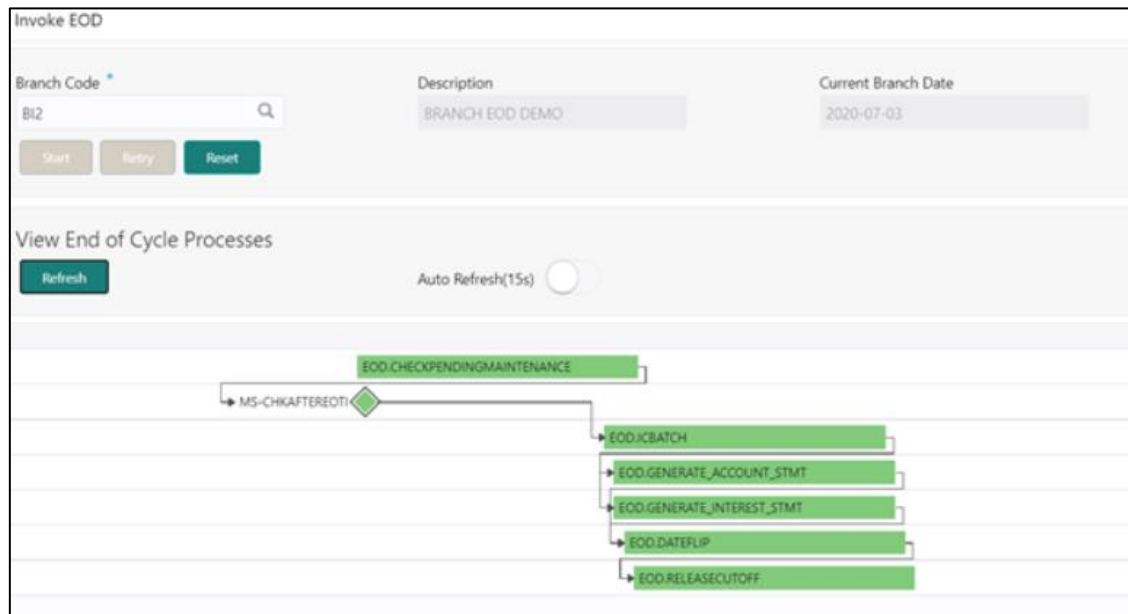 Invoke EOD
Branch Code *
Description
Current Branch Date
BI2
BRANCH EOD DEMO
2020-07-03
Start
Retry
Reset
View End of Cycle Processes
Refresh
Auto Refresh(15s)
EOD.CHECKPENDINGMAINTENANCE
MS-CHKAFTEREOTI
EOD.ICBATCH
EOD.GENERATE_ACCOUNT_STMT
EOD.GENERATE_INTEREST_STMT
EOD.DATEFLIP
EOD.RELEASECUTOFF